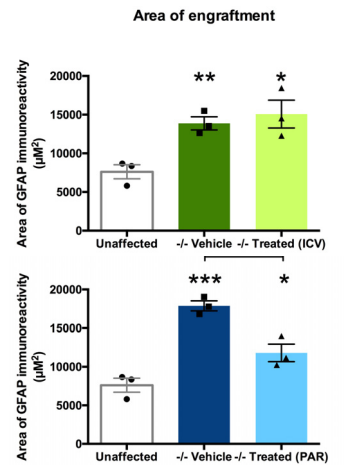 Area of engraftment
Area of GFAP immunoreactivity
(µM²)
20000
15000
10000
5000
0
** *
Unaffected -/- Vehicle -/- Treated (ICV)
Area of GFAP immunoreactivity
(µM²)
20000
15000
10000
5000
0
*** *
Unaffected -/- Vehicle -/- Treated (PAR)